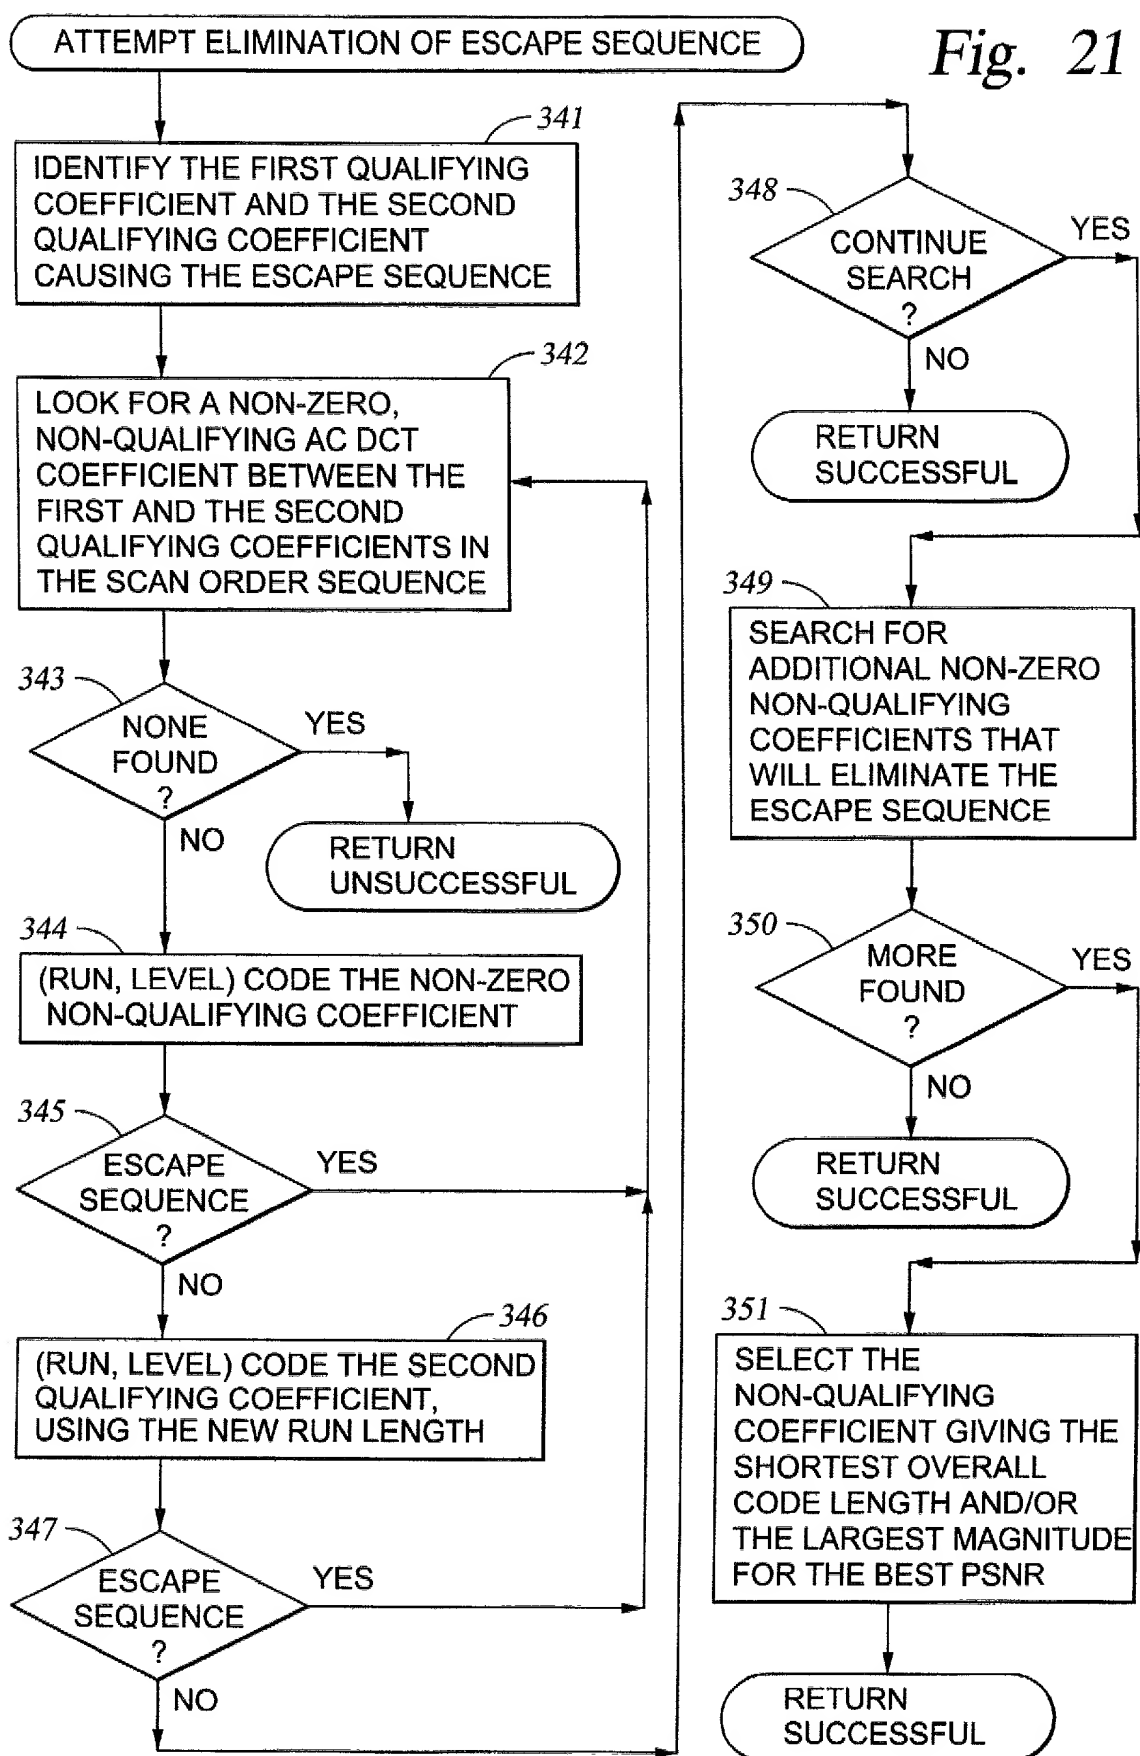 Fig. 21
ATTEMPT ELIMINATION OF ESCAPE SEQUENCE
341
IDENTIFY THE FIRST QUALIFYING
COEFFICIENT AND THE SECOND
QUALIFYING COEFFICIENT
CAUSING THE ESCAPE SEQUENCE
342
LOOK FOR A NON-ZERO,
NON-QUALIFYING AC DCT
COEFFICIENT BETWEEN THE
FIRST AND THE SECOND
QUALIFYING COEFFICIENTS IN
THE SCAN ORDER SEQUENCE
343
NONE
FOUND
?
YES
NO
RETURN
UNSUCCESSFUL
344
(RUN, LEVEL) CODE THE NON-ZERO
NON-QUALIFYING COEFFICIENT
345
ESCAPE
SEQUENCE
?
YES
NO
346
(RUN, LEVEL) CODE THE SECOND
QUALIFYING COEFFICIENT,
USING THE NEW RUN LENGTH
347
ESCAPE
SEQUENCE
?
YES
NO
348
CONTINUE
SEARCH
?
YES
NO
RETURN
SUCCESSFUL
349
SEARCH FOR
ADDITIONAL NON-ZERO
NON-QUALIFYING
COEFFICIENTS THAT
WILL ELIMINATE THE
ESCAPE SEQUENCE
350
MORE
FOUND
?
YES
NO
RETURN
SUCCESSFUL
351
SELECT THE
NON-QUALIFYING
COEFFICIENT GIVING THE
SHORTEST OVERALL
CODE LENGTH AND/OR
THE LARGEST MAGNITUDE
FOR THE BEST PSNR
RETURN
SUCCESSFUL